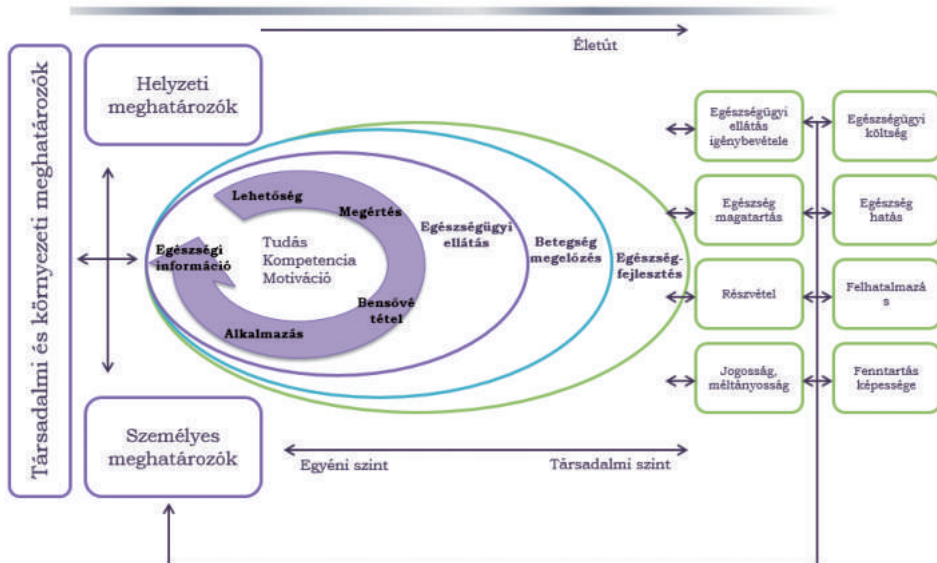 Életút
Társadalmi és környezeti meghatározók
Helyzeti
meghatározók
Személyes
meghatározók
Lehetőség
Megértés
Egészségi
információ
Tudás
Kompetencia
Motiváció
Bensővé
tétel
Alkalmazás
Egészségügyi
ellátás
Betegség
megelőzés
Egészség-
fejlesztés
Egyéni szint
Társadalmi szint
Egészségügyi
ellátás
igénybevétele
Egészségügyi
költség
Egészség
magatartás
Egészség
hatás
Részvétel
Felhatalmazá
s
Jogosság,
méltányosság
Fenntartás
képessége